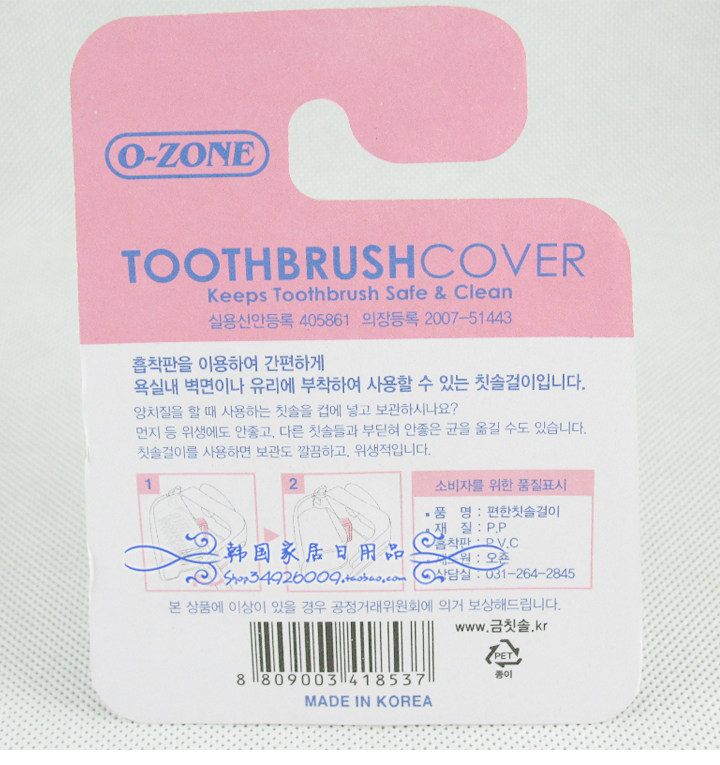 O-ZONE
TOOTHBRUSHCOVER
Keeps Toothbrush Safe & Clean
실용신안등록 405861 의장등록 2007-51443
흡착판을 이용하여 간편하게
욕실내 벽면이나 유리에 부착하여 사용할 수 있는 칫솔걸이입니다.
양치질을 할 때 사용하는 칫솔을 컵에 넣고 보관하시나요?
먼지 등 위생에도 안좋고, 다른 칫솔들과 부딪혀 안좋은 균을 옮길 수도 있습니다.
칫솔걸이를 사용하면 보관도 깔끔하고, 위생적입니다.
1
2
소비자를 위한 품질표시
품 명 : 편한칫솔걸이
재 질 : P.P
흡착판 : P.V.C
오존
상담실 : 031-264-2845
韩国家居日用品
Shop34926009.taobao.com
본 상품에 이상이 있을 경우 공정거래위원회에 의거 보상해드립니다.
www.금칫솔.kr
PET
종이
8 809003 418537
MADE IN KOREA